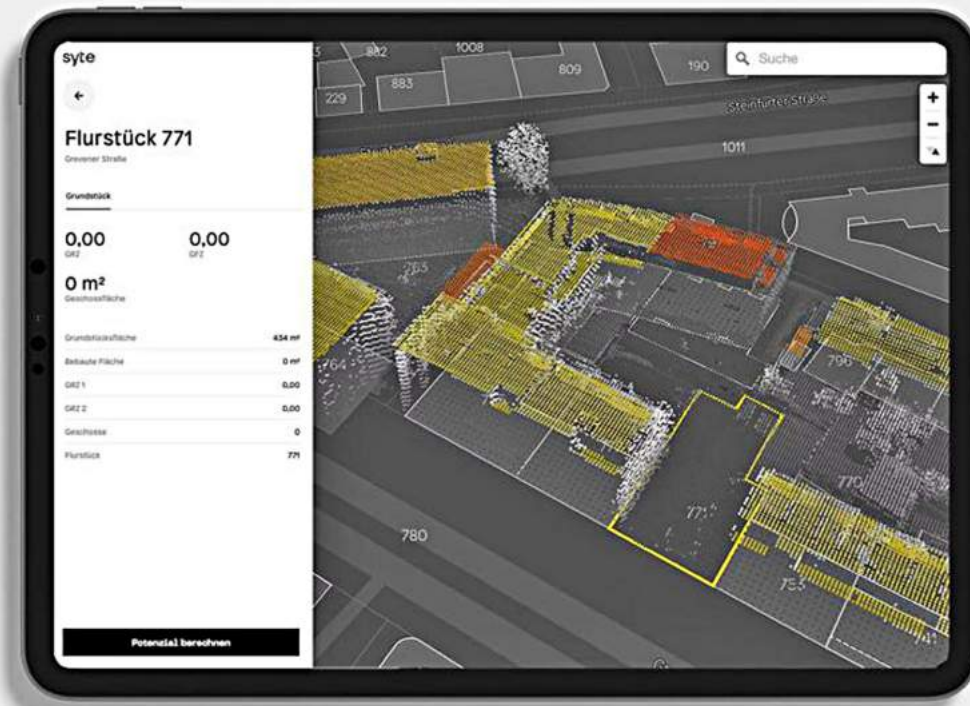 syte
Flurstück 771
Grevener Straße
Grundstück
0,00
GRZ
0,00
GFZ
0 m²
Geschossfläche
Grundstücksfläche 434 m²
Bebaute Fläche 0 m²
GRZ 1 0,00
GRZ 2 0,00
Geschosse 0
Flurstück 771
Potenzial berechnen
Suche
882
1008
883
809
229
190
Steinfurter Straße
1011
763
764
796
770
771
780
753